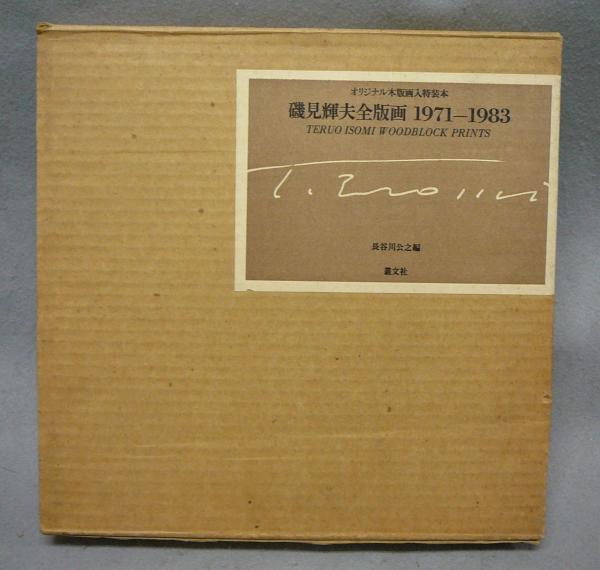 オリジナル木版画入特装本
磯見輝夫全版画 1971—1983
TERUO ISOMI WOODBLOCK PRINTS
T. Isomi
長谷川公之編
叢文社